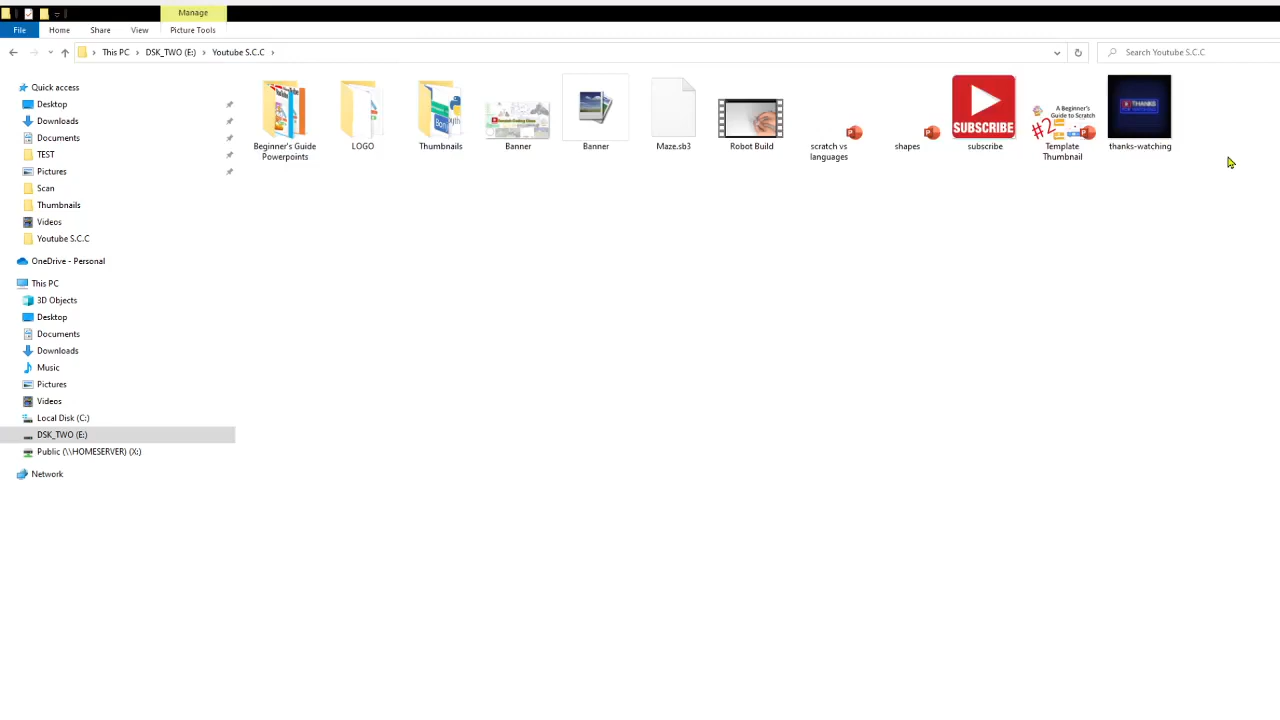 Manage
File
Home
Share
View
Picture Tools
This PC
DSK_TWO (E:)
Youtube S.C.C
Search Youtube S.C.C
Quick access
Desktop
Downloads
Documents
TEST
Pictures
Scan
Thumbnails
Videos
Youtube S.C.C
OneDrive - Personal
This PC
3D Objects
Desktop
Documents
Downloads
Music
Pictures
Videos
Local Disk (C:)
DSK_TWO (E:)
Public (\\HOMESERVER) (X:)
Network
Beginner's Guide
Powerpoints
LOGO
Thumbnails
Banner
Banner
Maze.sb3
Robot Build
scratch vs
languages
shapes
SUBSCRIBE
subscribe
A Beginner's
Guide to Scratch
#2
Template
Thumbnail
THANKS
thanks-watching